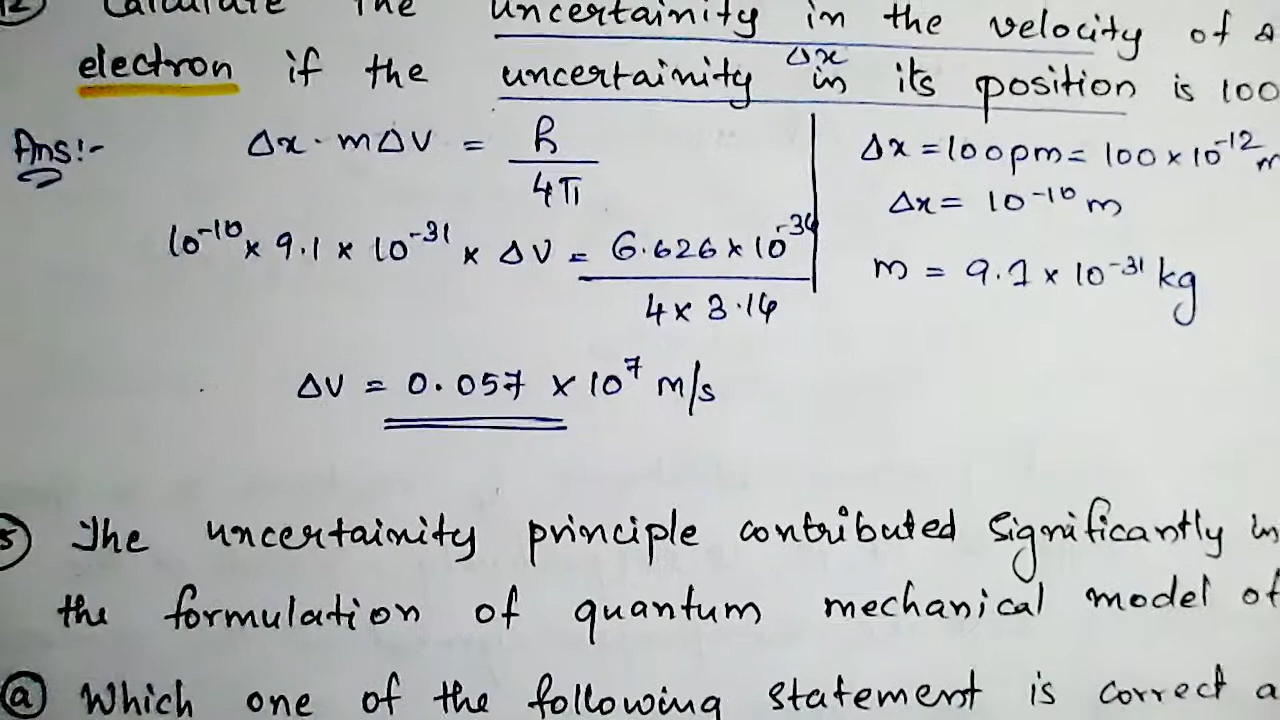 12 Calculate the uncertainity in the velocity of a
electron if the uncertainity Δx in its position is 100
Ans:- Δx · mΔV = h / 4π
Δx = 100pm = 100 × 10⁻¹² m
Δx = 10⁻¹⁰ m
10⁻¹⁰ × 9.1 × 10⁻³¹ × ΔV = 6.626 × 10⁻³⁴ / 4 × 3.14
m = 9.1 × 10⁻³¹ kg
ΔV = 0.057 × 10⁷ m/s
The uncertainity principle contributed significantly in
the formulation of quantum mechanical model of
ⓐ Which one of the following statement is correct a